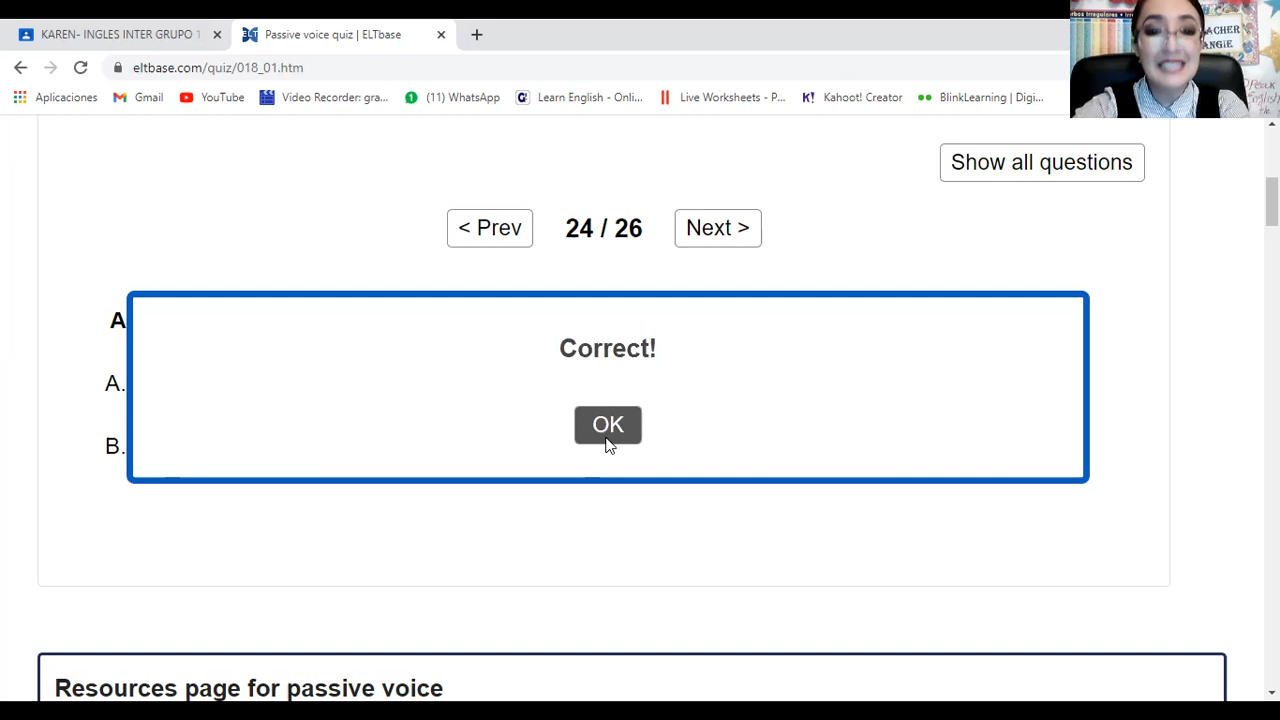 KAREN- INGLES INTER GRUPO 1
Passive voice quiz | ELTbase
eltbase.com/quiz/018_01.htm
Aplicaciones
Gmail
YouTube
Video Recorder: gra...
(11) WhatsApp
Learn English - Onli...
Live Worksheets - P...
Kahoot! Creator
BlinkLearning | Digi...
Show all questions
< Prev
24 / 26
Next >
A
A.
B.
Correct!
OK
Resources page for passive voice